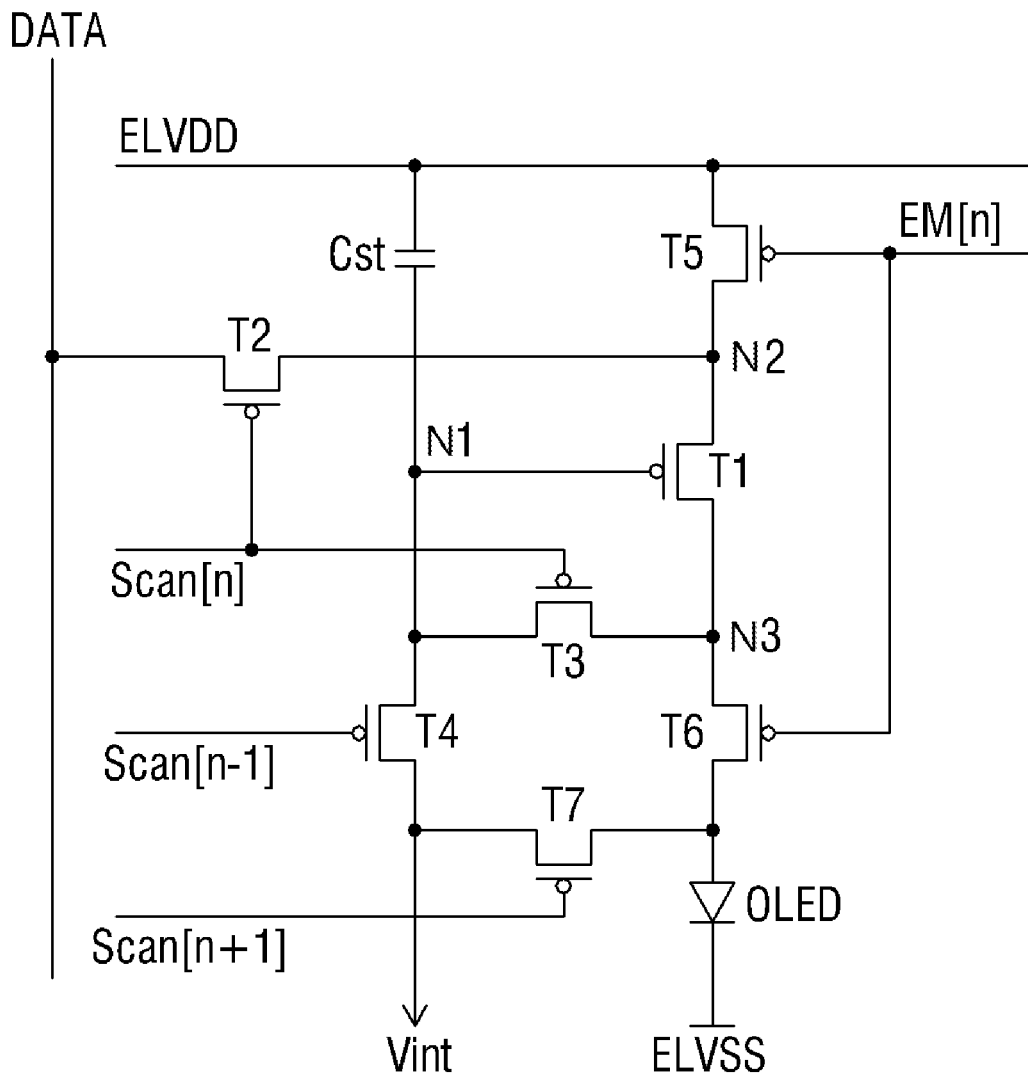 DATA
ELVDD
EM[n]
Cst
T5
T2
N2
N1
T1
Scan[n]
T3
N3
T4
T6
Scan[n-1]
T7
OLED
Scan[n+1]
Vint
ELVSS